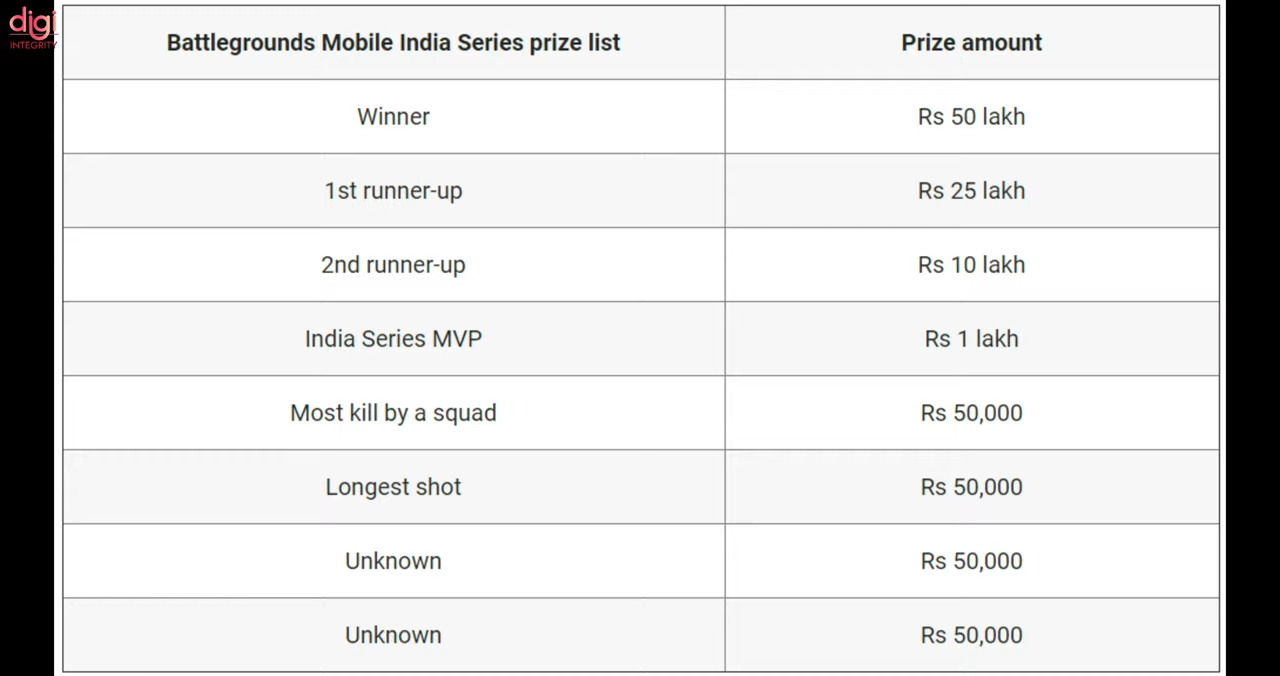 digi
INTEGRITY
Battlegrounds Mobile India Series prize list Prize amount
Winner Rs 50 lakh
1st runner-up Rs 25 lakh
2nd runner-up Rs 10 lakh
India Series MVP Rs 1 lakh
Most kill by a squad Rs 50,000
Longest shot Rs 50,000
Unknown Rs 50,000
Unknown Rs 50,000